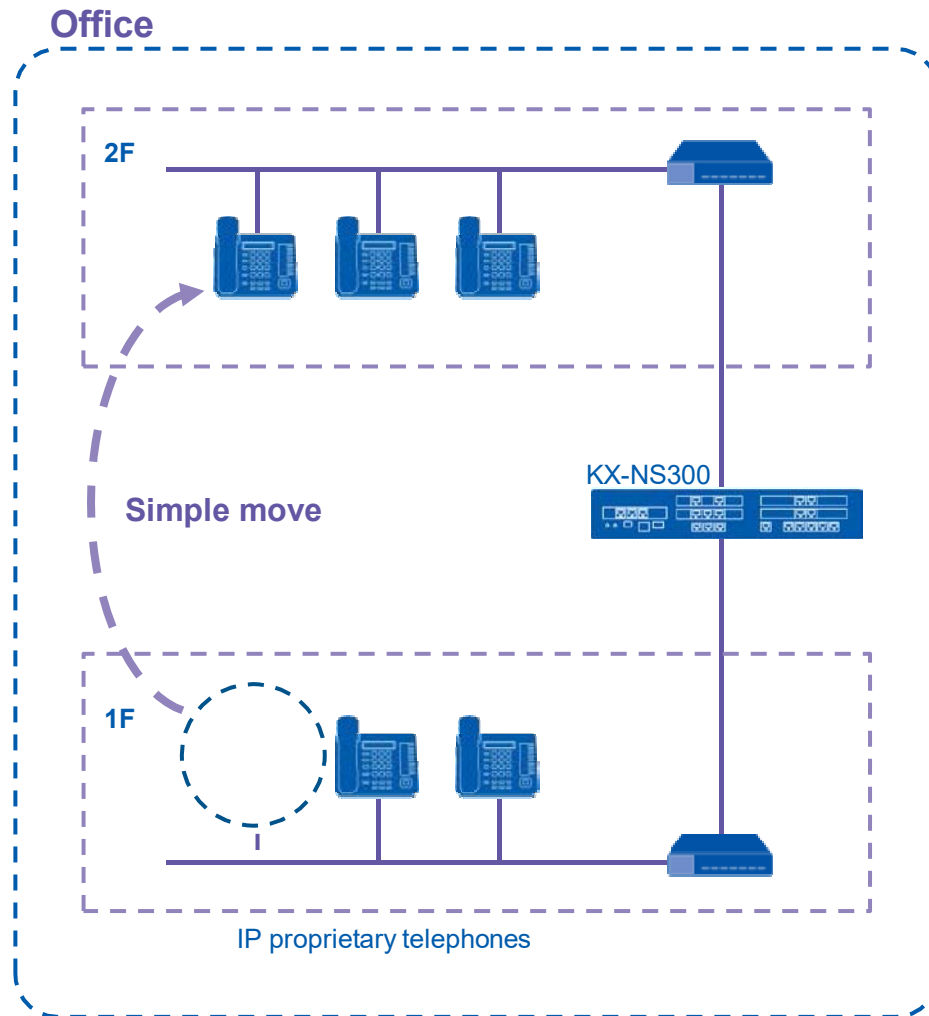 Office
2F
KX-NS300
Simple move
1F
IP proprietary telephones